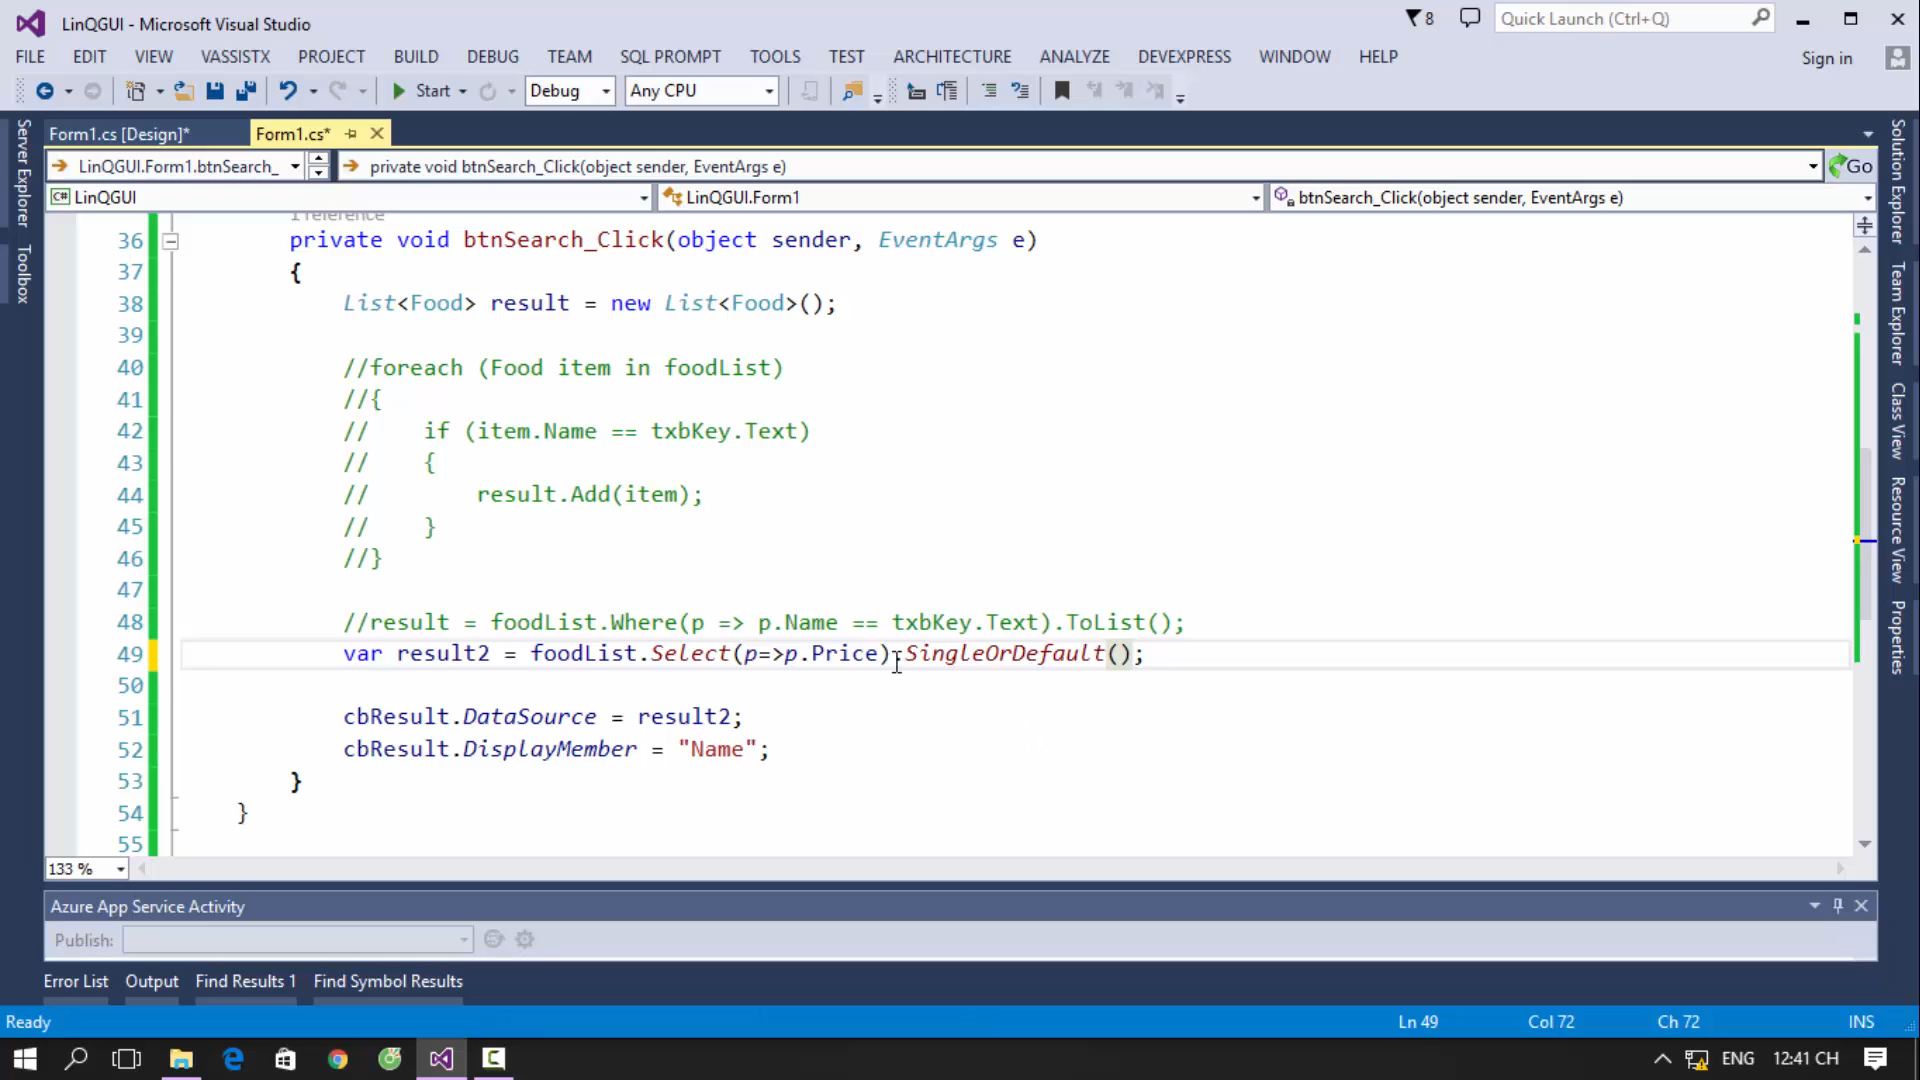 LinQGUI - Microsoft Visual Studio
8
Quick Launch (Ctrl+Q)
FILE EDIT VIEW VASSISTX PROJECT BUILD DEBUG TEAM SQL PROMPT TOOLS TEST ARCHITECTURE ANALYZE DEVEXPRESS WINDOW HELP
Sign in
Start Debug Any CPU
Form1.cs [Design]* Form1.cs*
LinQGUI.Form1.btnSearch_ private void btnSearch_Click(object sender, EventArgs e) Go
LinQGUI LinQGUI.Form1 btnSearch_Click(object sender, EventArgs e)
Server Explorer
Toolbox
1 reference
36 private void btnSearch_Click(object sender, EventArgs e)
37 {
38 List<Food> result = new List<Food>();
39
40 //foreach (Food item in foodList)
41 //{
42 // if (item.Name == txbKey.Text)
43 // {
44 // result.Add(item);
45 // }
46 //}
47
48 //result = foodList.Where(p => p.Name == txbKey.Text).ToList();
49 var result2 = foodList.Select(p=>p.Price).SingleOrDefault();
50
51 cbResult.DataSource = result2;
52 cbResult.DisplayMember = "Name";
53 }
54 }
55
133 %
Solution Explorer
Team Explorer
Class View
Resource View
Properties
Azure App Service Activity
Publish:
Error List Output Find Results 1 Find Symbol Results
Ready Ln 49 Col 72 Ch 72 INS
ENG 12:41 CH